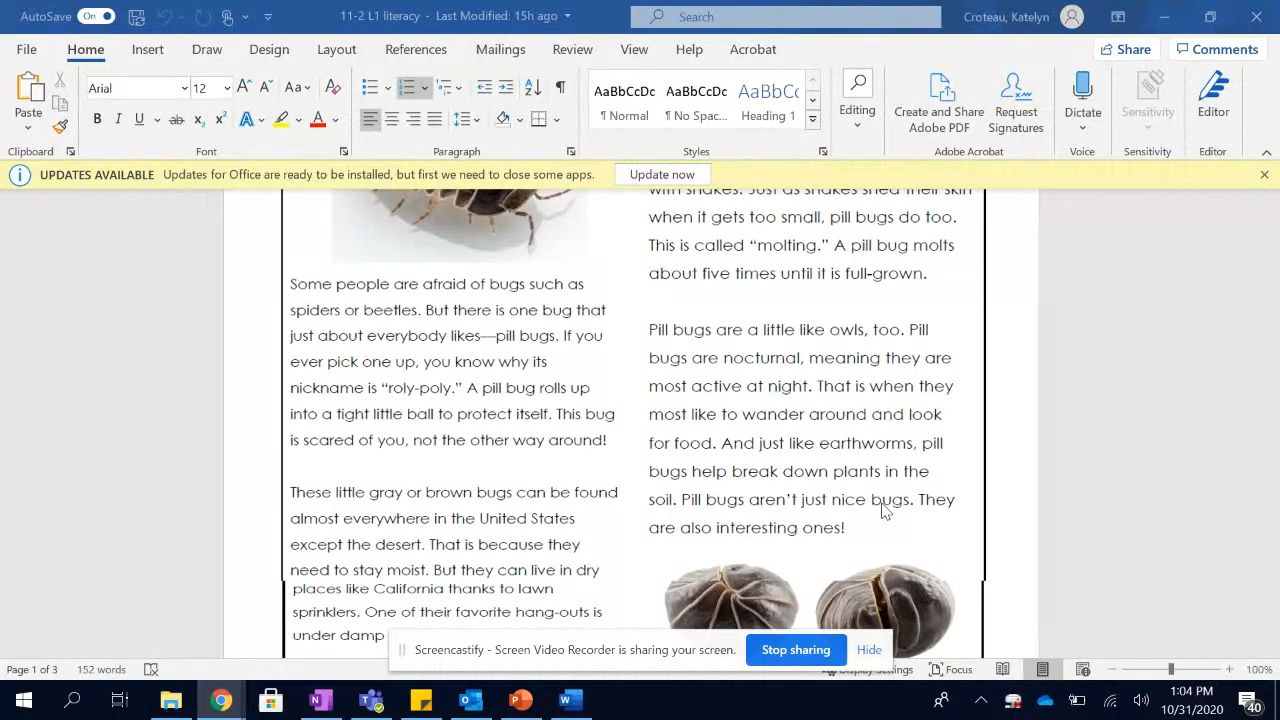 AutoSave On
11-2 L1 literacy - Last Modified: 15h ago
Search
Croteau, Katelyn
File Home Insert Draw Design Layout References Mailings Review View Help Acrobat
Share Comments
Arial 12
Paste
AaBbCcDc AaBbCcDc AaBbCc
¶ Normal ¶ No Spac... Heading 1
Editing
Create and Share Adobe PDF
Request Signatures
Dictate
Sensitivity
Editor
Clipboard Font Paragraph Styles Adobe Acrobat Voice Sensitivity Editor
UPDATES AVAILABLE Updates for Office are ready to be installed, but first we need to close some apps. Update now
Some people are afraid of bugs such as
spiders or beetles. But there is one bug that
just about everybody likes—pill bugs. If you
ever pick one up, you know why its
nickname is “roly-poly.” A pill bug rolls up
into a tight little ball to protect itself. This bug
is scared of you, not the other way around!
These little gray or brown bugs can be found
almost everywhere in the United States
except the desert. That is because they
need to stay moist. But they can live in dry
places like California thanks to lawn
sprinklers. One of their favorite hang-outs is
under damp
with snakes. Just as snakes shed their skin
when it gets too small, pill bugs do too.
This is called “molting.” A pill bug molts
about five times until it is full-grown.
Pill bugs are a little like owls, too. Pill
bugs are nocturnal, meaning they are
most active at night. That is when they
most like to wander around and look
for food. And just like earthworms, pill
bugs help break down plants in the
soil. Pill bugs aren’t just nice bugs. They
are also interesting ones!
Screencastify - Screen Video Recorder is sharing your screen. Stop sharing Hide
Page 1 of 3 152 words
Display Settings Focus 100%
1:04 PM
10/31/2020
40